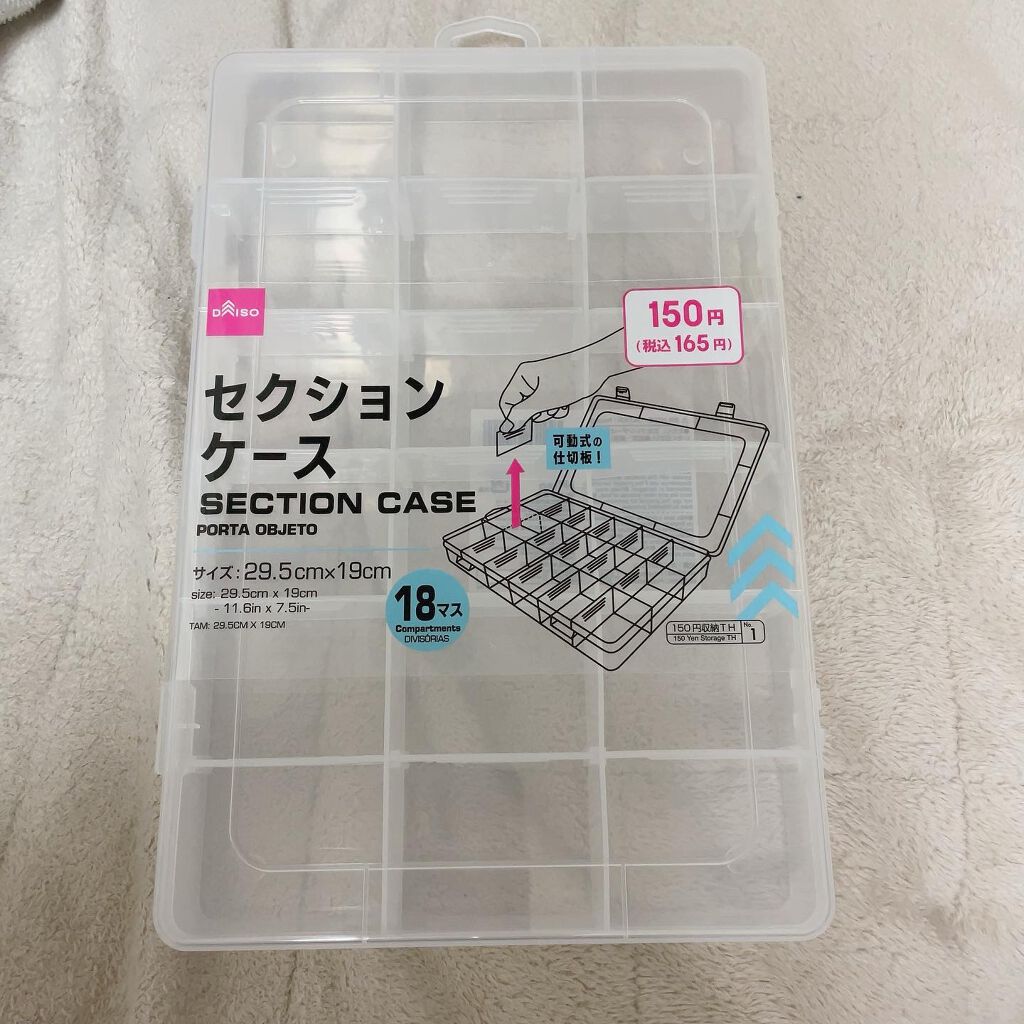 DAISO
150円
(税込165円)
セクション
ケース
SECTION CASE
PORTA OBJETO
可動式の
仕切板!
サイズ:29.5cm×19cm
size: 29.5cm x 19cm
- 11.6in x 7.5in-
TAM: 29.5CM X 19CM
18マス
Compartments
DIVISÓRIAS
150円収納TH No.
150 Yen Storage TH 1